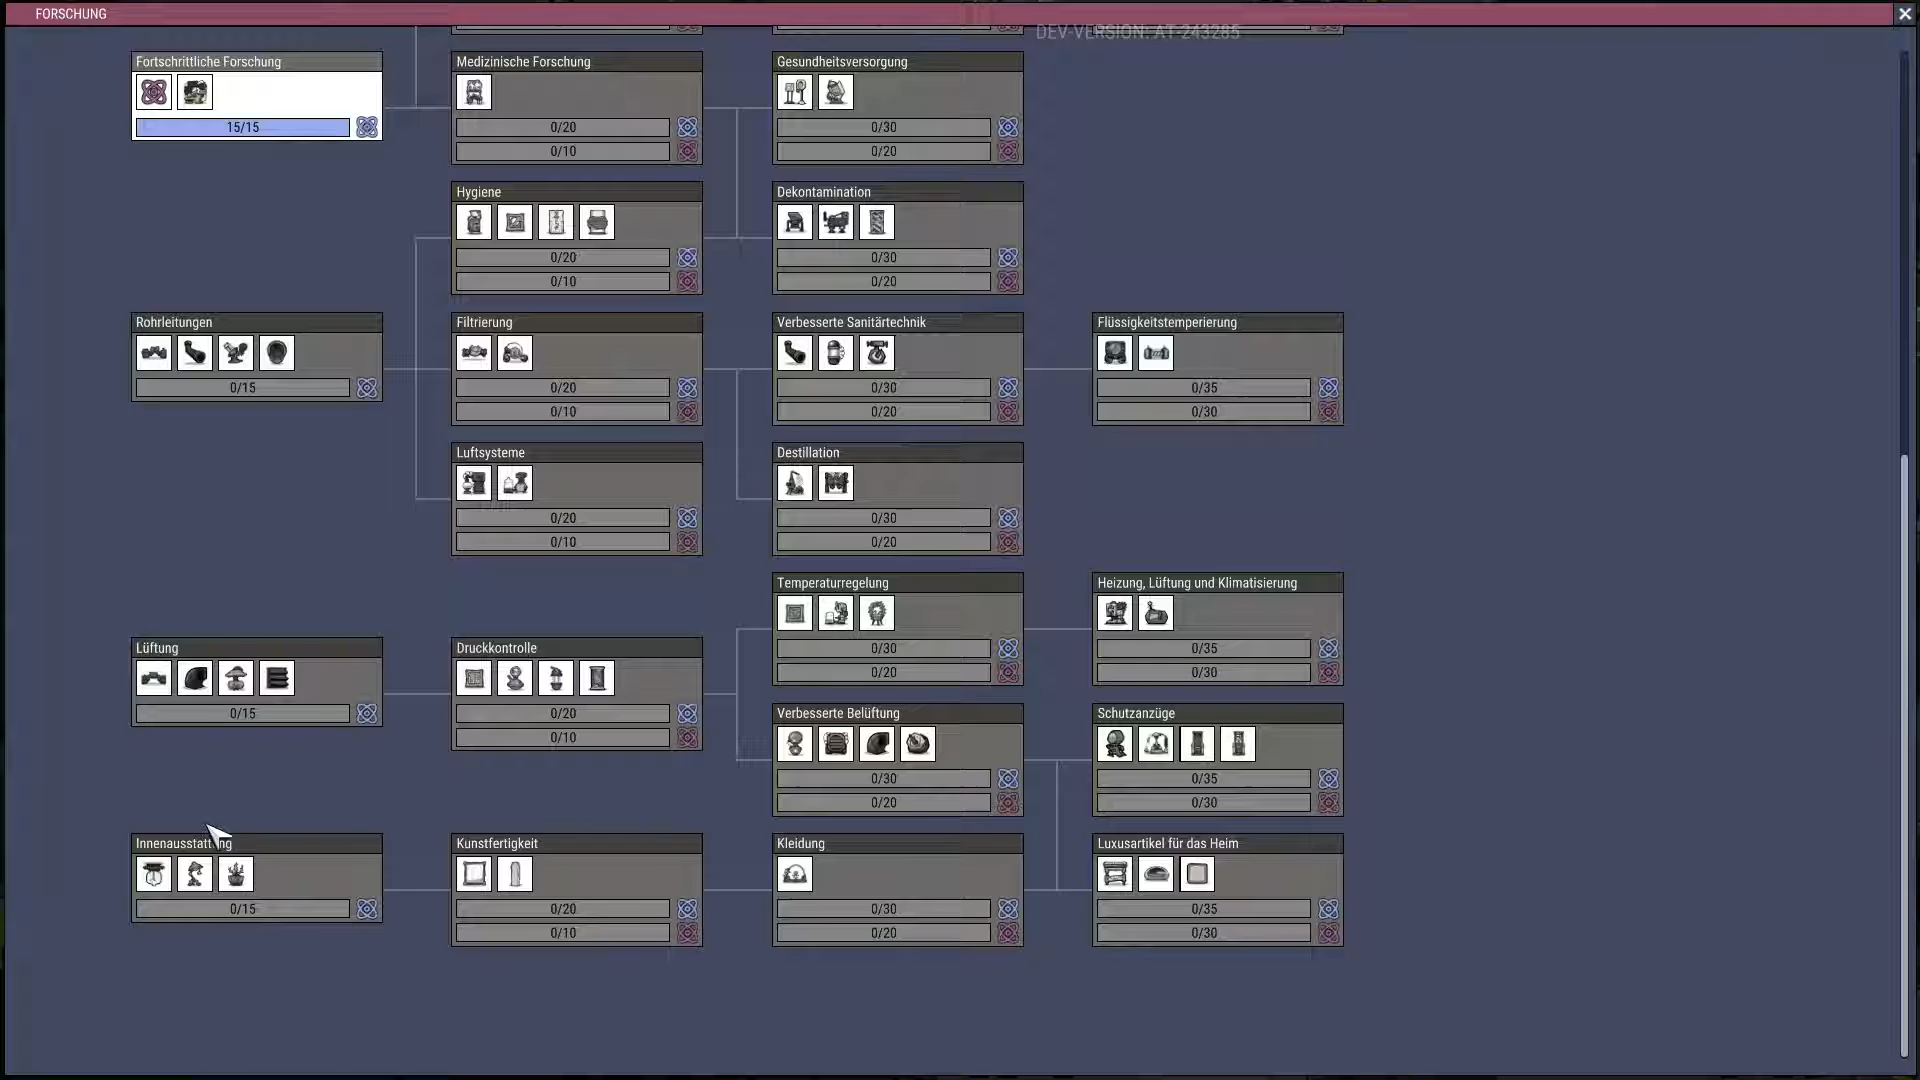 FORSCHUNG
DEV-VERSION: AT-243285
Fortschrittliche Forschung
15/15
Medizinische Forschung
0/20
0/10
Gesundheitsversorgung
0/30
0/20
Hygiene
0/20
0/10
Dekontamination
0/30
0/20
Rohrleitungen
0/15
Filtrierung
0/20
0/10
Verbesserte Sanitärtechnik
0/30
0/20
Flüssigkeitstemperierung
0/35
0/30
Luftsysteme
0/20
0/10
Destillation
0/30
0/20
Temperaturregelung
0/30
0/20
Heizung, Lüftung und Klimatisierung
0/35
0/30
Lüftung
0/15
Druckkontrolle
0/20
0/10
Verbesserte Belüftung
0/30
0/20
Schutzanzüge
0/35
0/30
Innenausstattung
0/15
Kunstfertigkeit
0/20
0/10
Kleidung
0/30
0/20
Luxusartikel für das Heim
0/35
0/30